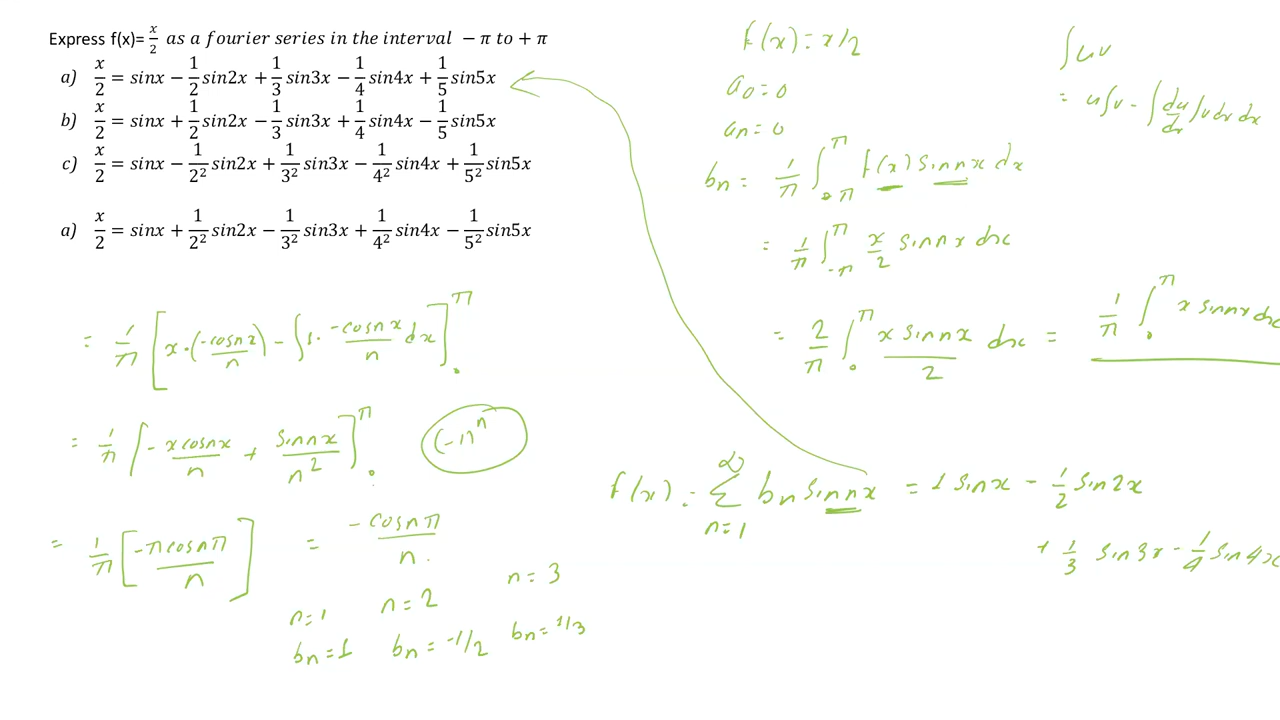 Express f(x)= x/2 as a fourier series in the interval − π to + π
a) x/2 = sinx − 1/2 sin2x + 1/3 sin3x − 1/4 sin4x + 1/5 sin5x
b) x/2 = sinx + 1/2 sin2x − 1/3 sin3x + 1/4 sin4x − 1/5 sin5x
c) x/2 = sinx − 1/2² sin2x + 1/3² sin3x − 1/4² sin4x + 1/5² sin5x
a) x/2 = sinx + 1/2² sin2x − 1/3² sin3x + 1/4² sin4x − 1/5² sin5x
f(x) = x/2
a₀ = 0
aₙ = 0
bₙ = 1/π ∫_{-π}^{π} f(x) sin nx dx
= 1/π ∫_{-π}^{π} x/2 sin nx dx
= 2/π ∫_0^π x sin nx / 2 dx = 1/π ∫_0^π x sin nx dx
∫uv
= u∫v − ∫ du/dx ∫v dx dx
= 1/π [x·(−cos nx / n) − ∫1· −cos nx / n dx]_0^π
= 1/π [− x cos nx / n + sin nx / n²]_0^π (−1)ⁿ
= 1/π [−π cos nπ / n] = −cos nπ / n
n=1 n=2 n=3
bn=1 bn=−1/2 bn=1/3
f(x) = Σ_{n=1}^{∞} bn sin nx = 1 sin x − 1/2 sin 2x
+ 1/3 sin 3x − 1/4 sin 4x